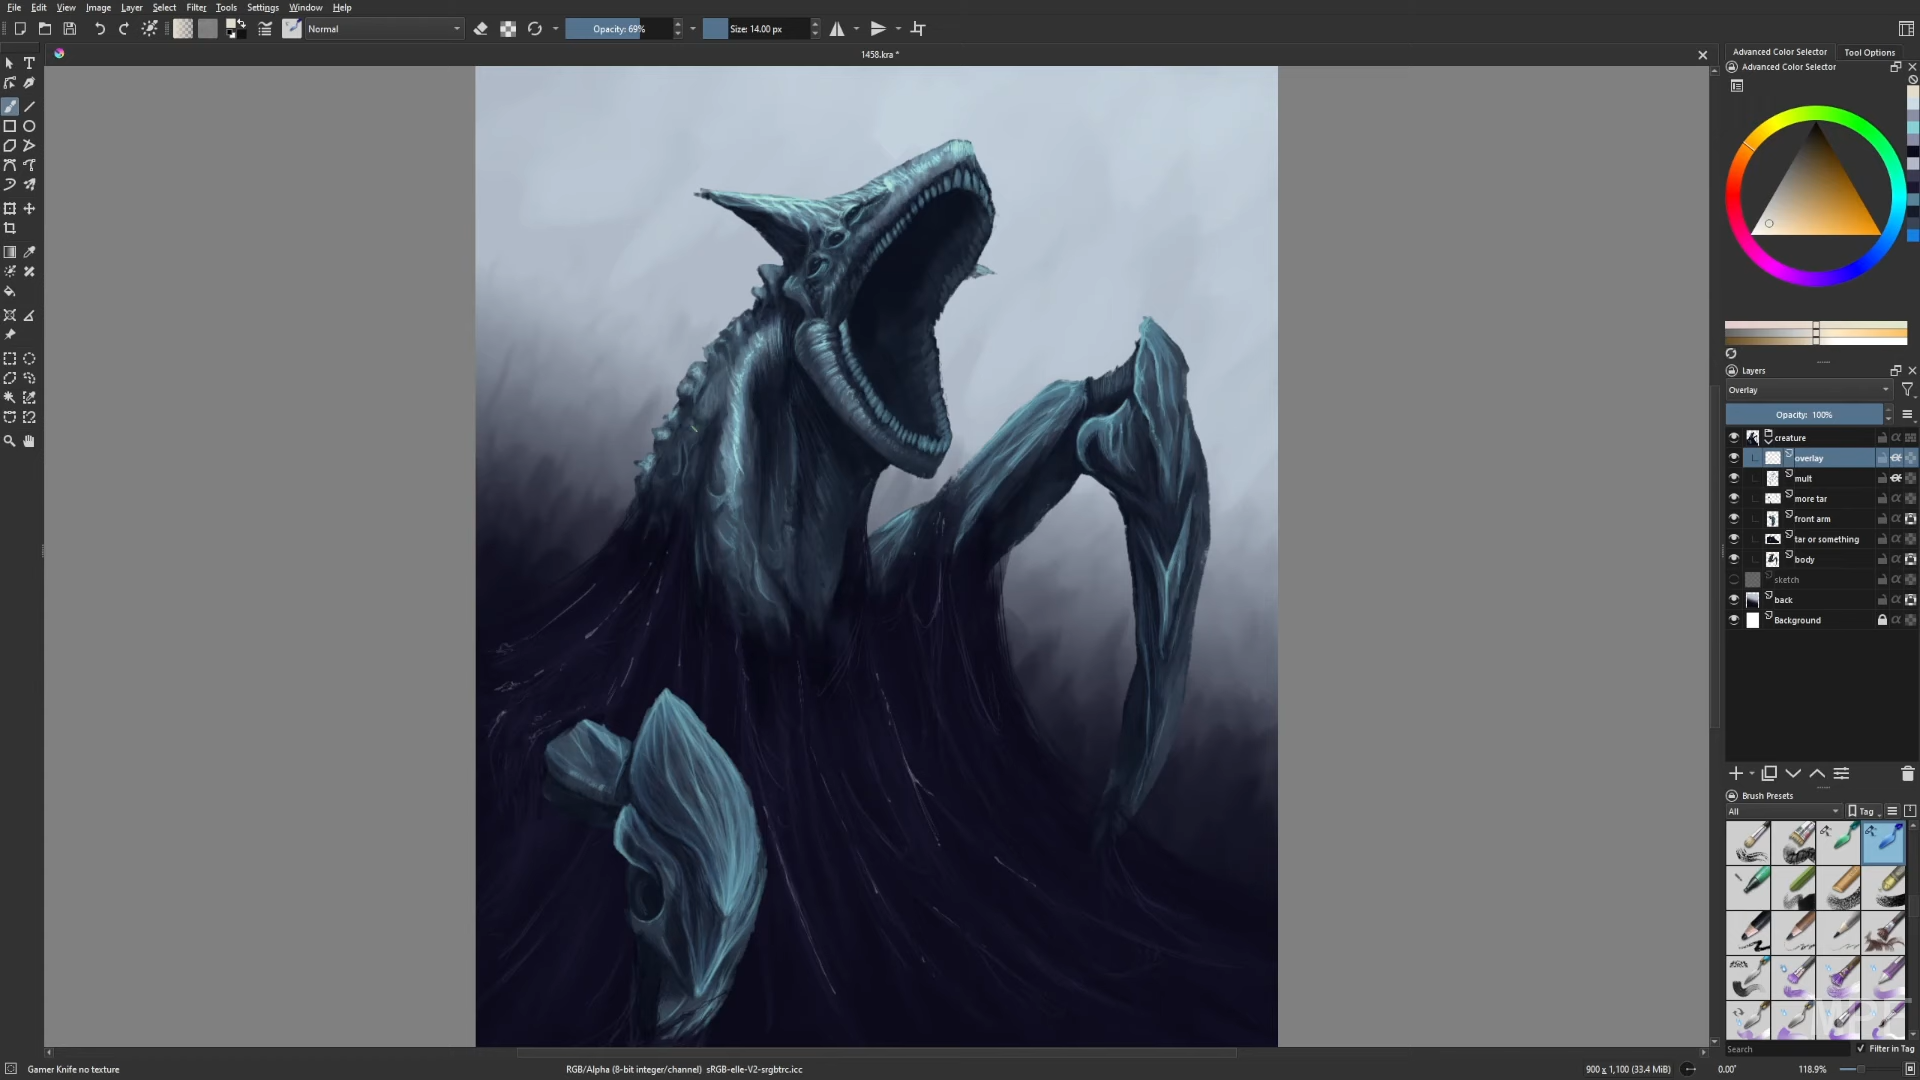 File Edit View Image Layer Select Filter Tools Settings Window Help
Normal
Opacity: 69%
Size: 14.00 px
1458.kra *
Advanced Color Selector
Tool Options
Advanced Color Selector
Layers
Overlay
Opacity: 100%
creature
overlay
mult
more tar
front arm
tar or something
body
sketch
back
Background
Brush Presets
All
Tag
Search
Filter in Tag
Gamer Knife no texture
RGB/Alpha (8-bit integer/channel) sRGB-elle-V2-srgbtrc.icc
900 x 1,100 (33.4 MiB)
0.00°
118.9%